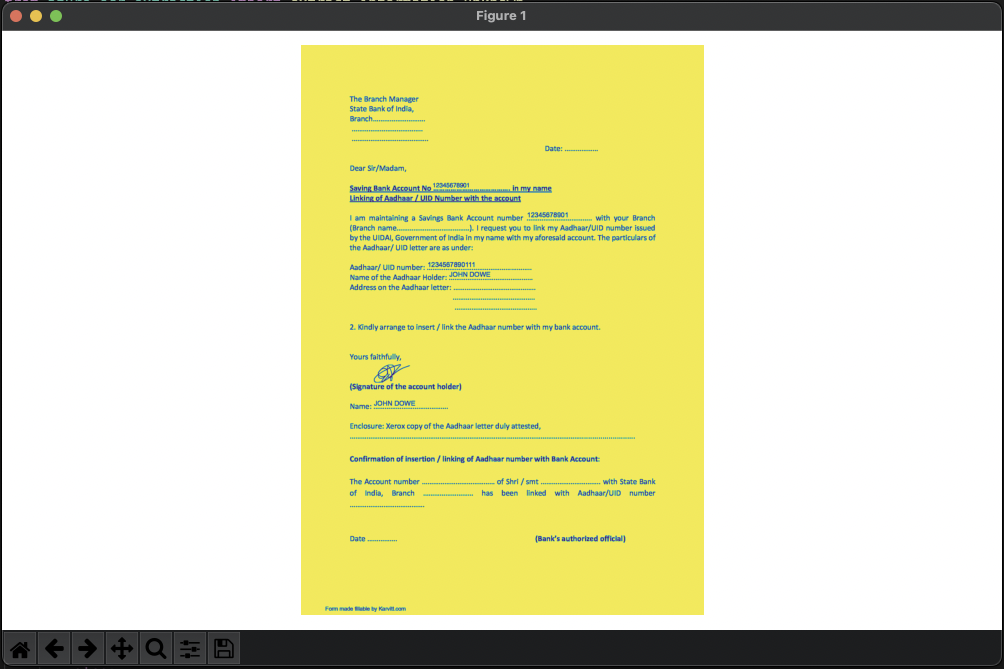 Figure 1
The Branch Manager
State Bank of India,
Branch...........................
.....................................
........................................
Date: .................
Dear Sir/Madam,
Saving Bank Account No 12345678901 in my name
Linking of Aadhaar / UID Number with the account
I am maintaining a Savings Bank Account number 12345678901 with your Branch
(Branch name.....................................). I request you to link my Aadhaar/UID number issued
by the UIDAI, Government of India in my name with my aforesaid account. The particulars of
the Aadhaar/ UID letter are as under:
Aadhaar/ UID number: 1234567890111
Name of the Aadhaar Holder: JOHN DOWE
Address on the Aadhaar letter: ..........................................
..........................................
..........................................
2. Kindly arrange to insert / link the Aadhaar number with my bank account.
Yours faithfully,
(Signature of the account holder)
Name: JOHN DOWE
Enclosure: Xerox copy of the Aadhaar letter duly attested,
Confirmation of insertion / linking of Aadhaar number with Bank Account:
The Account number ..................................... of Shri / smt .............................. with State Bank
of India, Branch ......................... has been linked with Aadhaar/UID number
......................................
Date ............... (Bank's authorized official)
Form made fillable by Karvitt.com